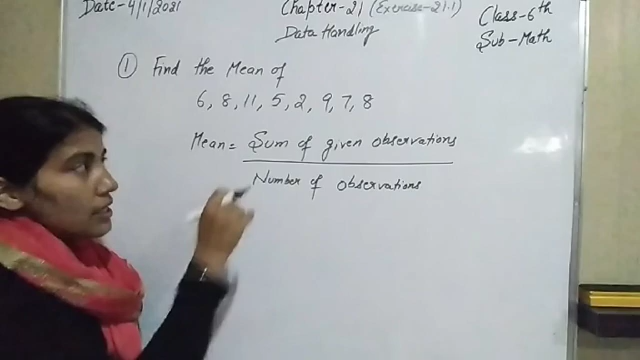 Date-4/1/2021
Chapter-21 (Exercise-21.1)
Class-6th
Data Handling
Sub-Math
① Find the Mean of
6, 8, 11, 5, 2, 9, 7, 8
Mean = Sum of given observations
Number of observations